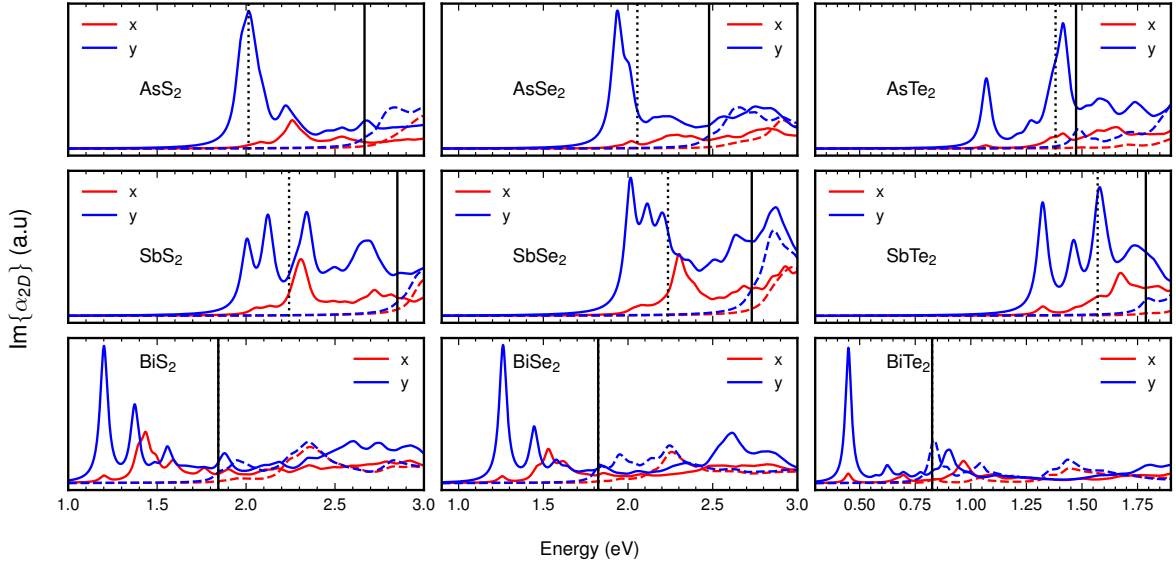 x
y
AsS₂
x
y
AsSe₂
x
y
AsTe₂
x
y
SbS₂
x
y
SbSe₂
x
y
SbTe₂
Im{α₂D} (a.u)
BiS₂
x
y
BiSe₂
x
y
BiTe₂
x
y
1.0 1.5 2.0 2.5 3.0
1.0 1.5 2.0 2.5 3.0
0.50 0.75 1.0 1.25 1.50 1.75
Energy (eV)